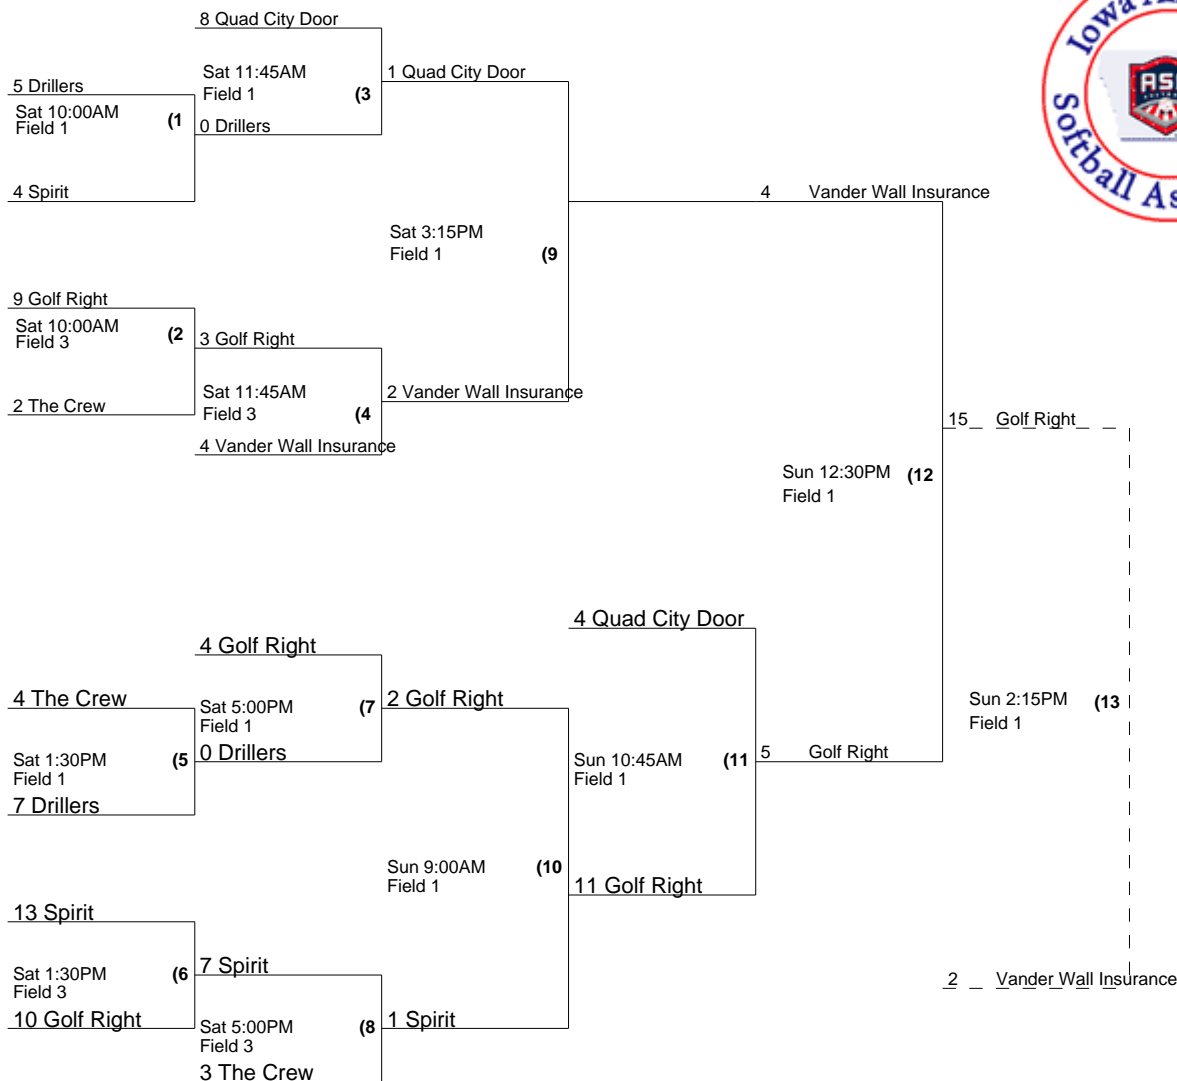 8 Quad City Door
5 Drillers
Sat 10:00AM
Field 1
(1
4 Spirit
Sat 11:45AM
Field 1
(3
0 Drillers
1 Quad City Door
9 Golf Right
Sat 10:00AM
Field 3
(2
2 The Crew
3 Golf Right
Sat 11:45AM
Field 3
(4
4 Vander Wall Insurance
Sat 3:15PM
Field 1
(9
2 Vander Wall Insurance
4 Vander Wall Insurance
Iowa
Softball
15 Golf Right
Sun 12:30PM
Field 1
(12
4 Quad City Door
4 Golf Right
4 The Crew
Sat 1:30PM
Field 1
(5
7 Drillers
Sat 5:00PM
Field 1
(7
0 Drillers
2 Golf Right
Sun 10:45AM
Field 1
(11
5 Golf Right
Sun 2:15PM
Field 1
(13
Sun 9:00AM
Field 1
(10
11 Golf Right
13 Spirit
Sat 1:30PM
Field 3
(6
10 Golf Right
7 Spirit
Sat 5:00PM
Field 3
(8
3 The Crew
1 Spirit
2 Vander Wall Insurance